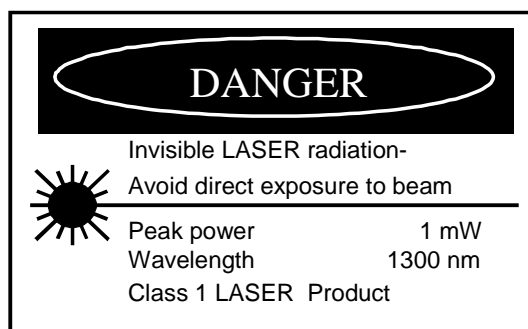 DANGER
Invisible LASER radiation-
Avoid direct exposure to beam
Peak power 1 mW
Wavelength 1300 nm
Class 1 LASER Product